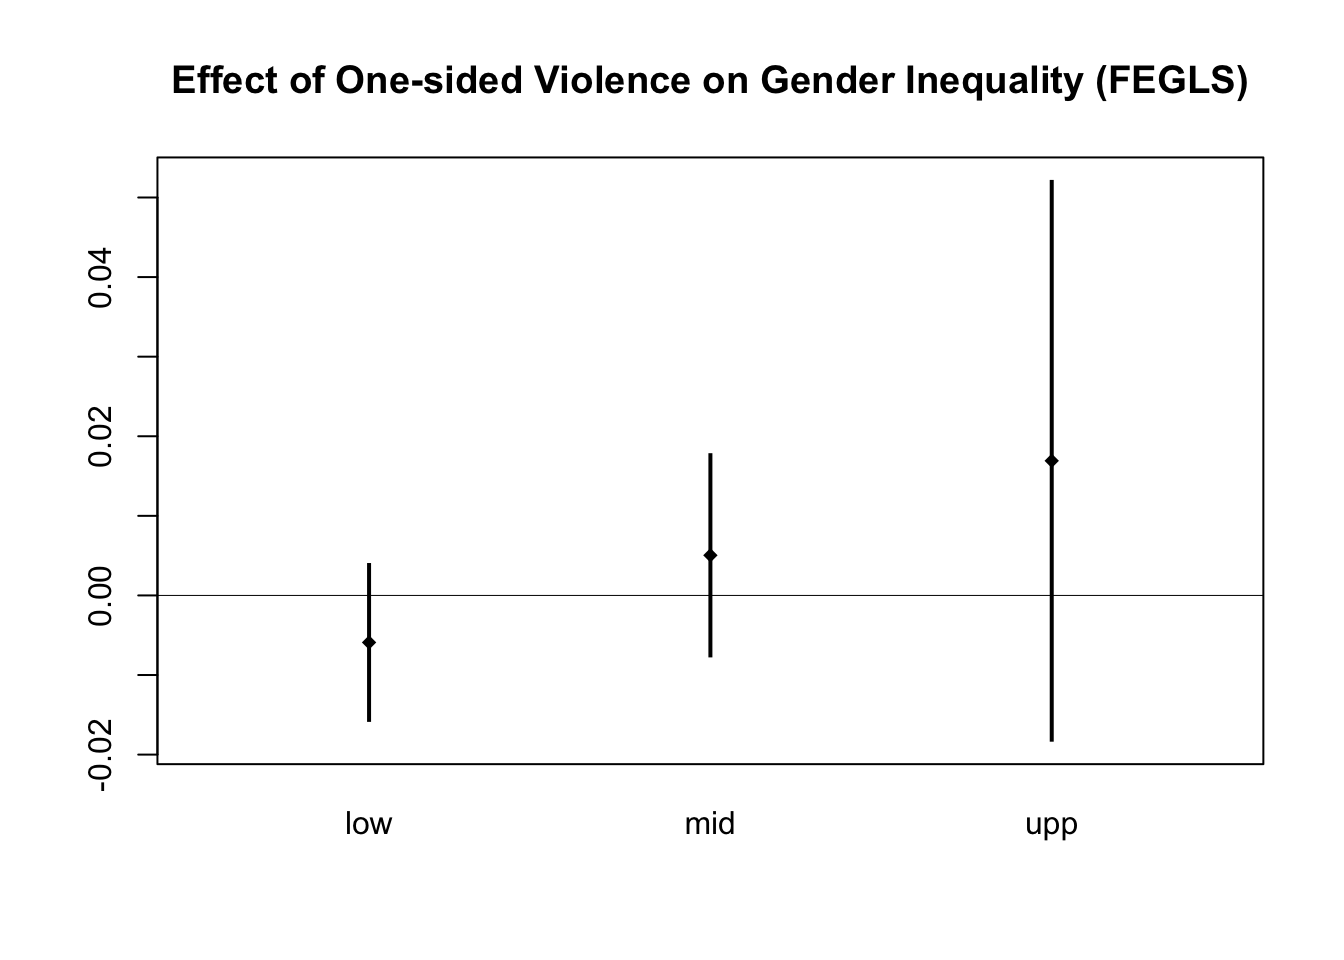 Effect of One-sided Violence on Gender Inequality (FEGLS)
0.04
0.02
0.00
-0.02
low mid upp